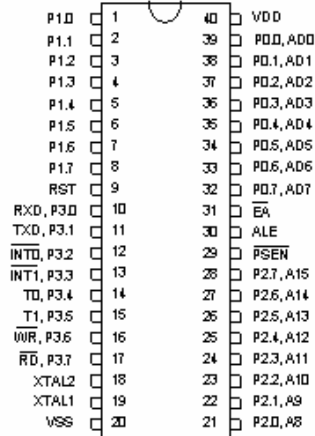 P1.0 1 40 VDD
P1.1 2 39 P0.0, AD0
P1.2 3 38 P0.1, AD1
P1.3 4 37 P0.2, AD2
P1.4 5 36 P0.3, AD3
P1.5 6 35 P0.4, AD4
P1.6 7 34 P0.5, AD5
P1.7 8 33 P0.6, AD6
RST 9 32 P0.7, AD7
RXD, P3.0 10 31 E̅A̅
TXD, P3.1 11 30 ALE
I̅N̅T̅0̅, P3.2 12 29 P̅S̅E̅N̅
I̅N̅T̅1̅, P3.3 13 28 P2.7, A15
T0, P3.4 14 27 P2.6, A14
T1, P3.5 15 26 P2.5, A13
W̅R̅, P3.6 16 25 P2.4, A12
R̅D̅, P3.7 17 24 P2.3, A11
XTAL2 18 23 P2.2, A10
XTAL1 19 22 P2.1, A9
VSS 20 21 P2.0, A8